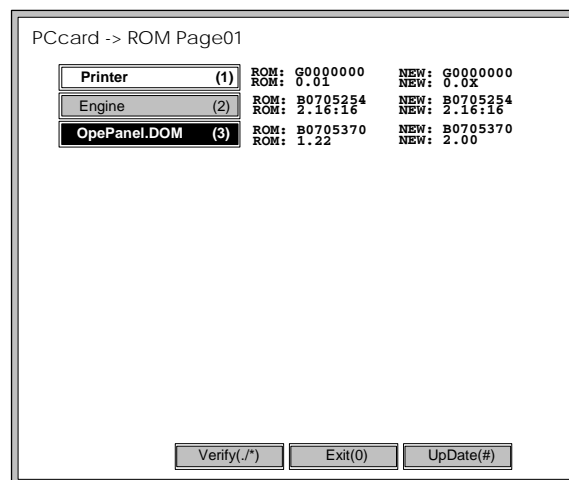 PCcard -> ROM Page01
Printer (1) ROM: G0000000 NEW: G0000000
ROM: 0.01 NEW: 0.0X
Engine (2) ROM: B0705254 NEW: B0705254
ROM: 2.16:16 NEW: 2.16:16
OpePanel.DOM (3) ROM: B0705370 NEW: B0705370
ROM: 1.22 NEW: 2.00
Verify(./*) Exit(0) UpDate(#)